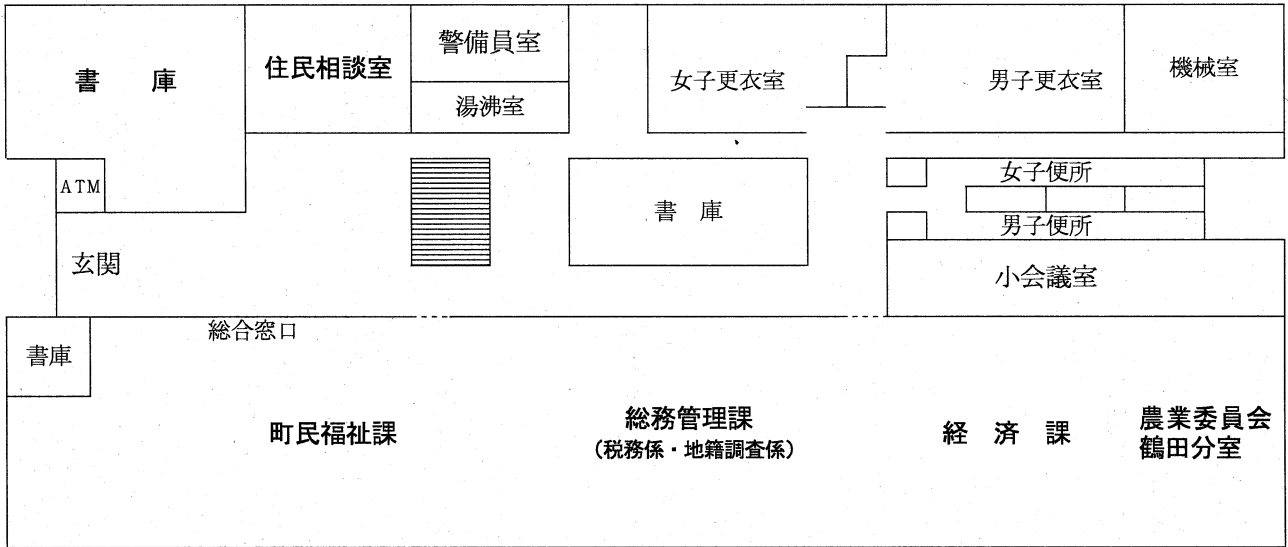 書 庫
住民相談室
警備員室
湯沸室
女子更衣室
男子更衣室
機械室
ATM
書 庫
女子便所
男子便所
玄関
小会議室
総合窓口
書庫
町民福祉課
総務管理課
(税務係・地籍調査係)
経 済 課
農業委員会
鶴田分室